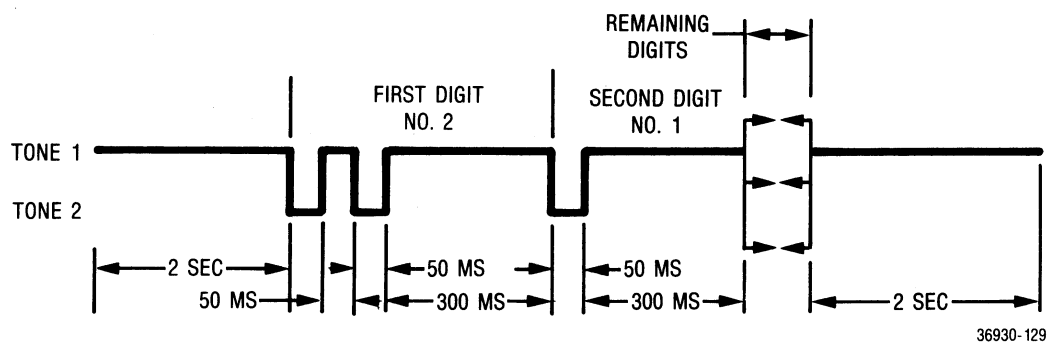 REMAINING
DIGITS
FIRST DIGIT
NO. 2
SECOND DIGIT
NO. 1
TONE 1
TONE 2
2 SEC
50 MS
50 MS
50 MS
300 MS
300 MS
2 SEC
36930-129